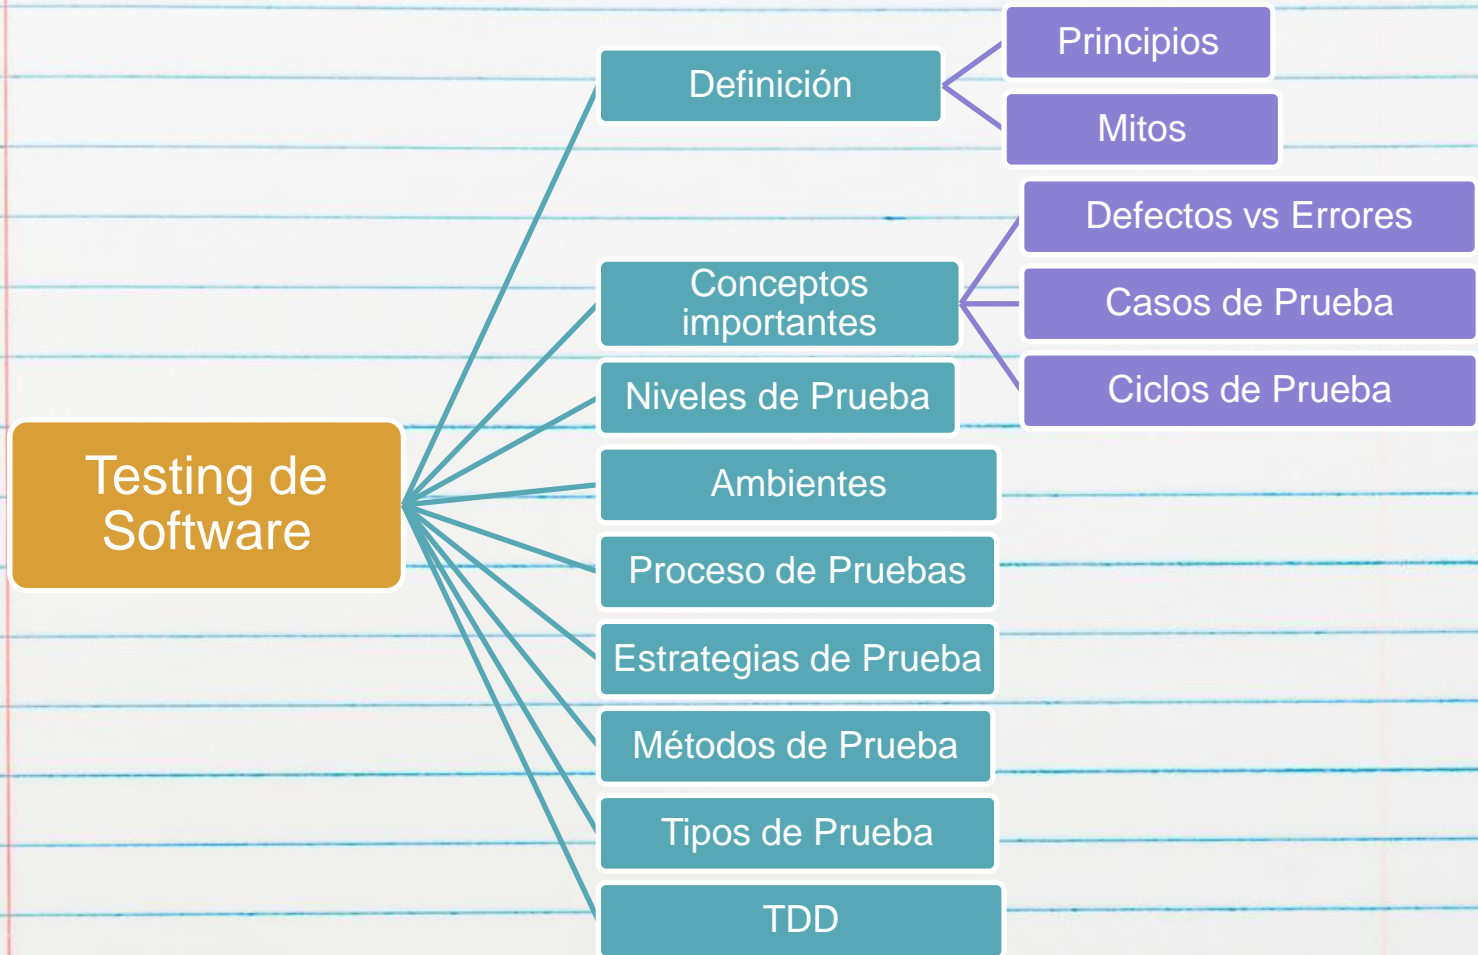 Testing de
Software
Definición
Principios
Mitos
Conceptos
importantes
Defectos vs Errores
Casos de Prueba
Ciclos de Prueba
Niveles de Prueba
Ambientes
Proceso de Pruebas
Estrategias de Prueba
Métodos de Prueba
Tipos de Prueba
TDD